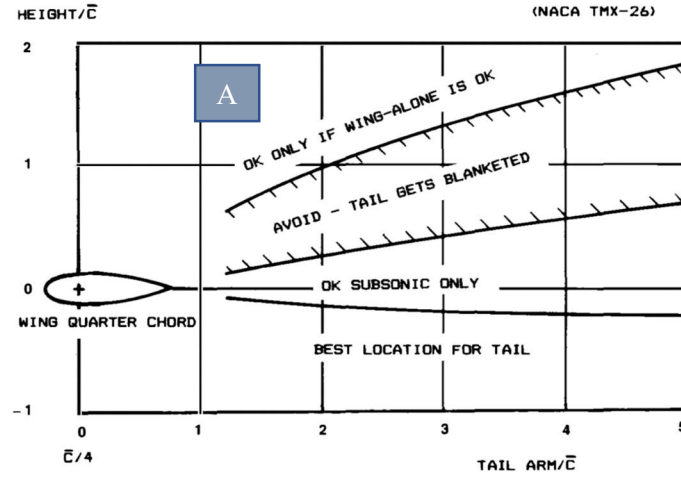 HEIGHT/C̅
(NACA TMX-26)
2
A
OK ONLY IF WING-ALONE IS OK
1
AVOID - TAIL GETS BLANKETED
0
OK SUBSONIC ONLY
WING QUARTER CHORD
BEST LOCATION FOR TAIL
-1
0
1
2
3
4
5
C̅/4
TAIL ARM/C̅